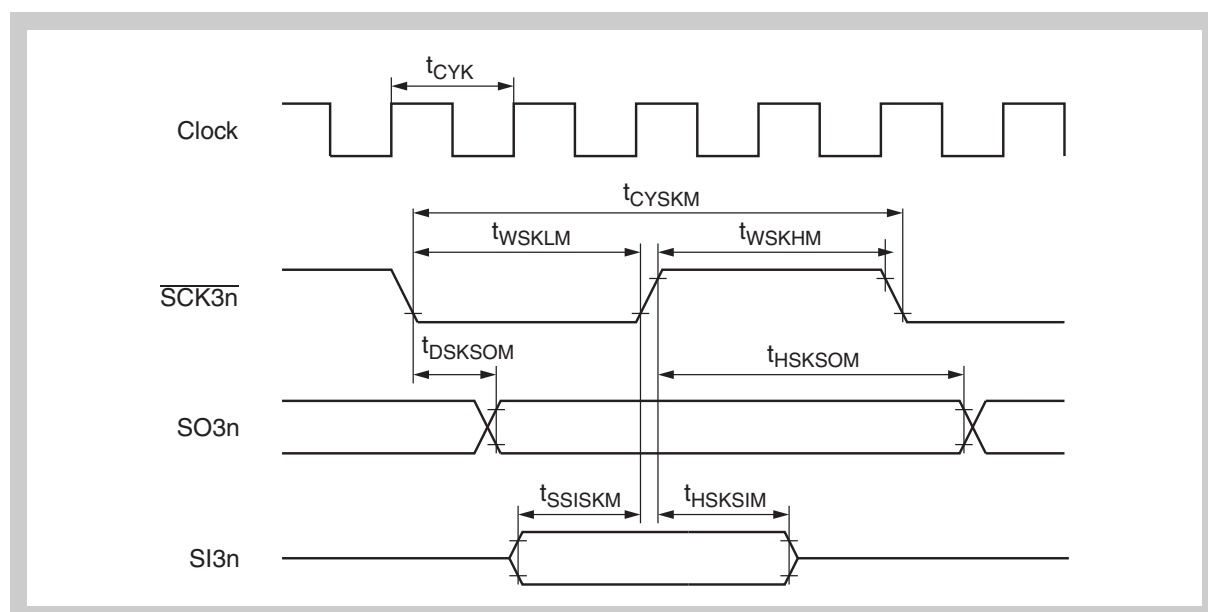 tCYK
Clock
tCYSKM
tWSKLM
tWSKHM
SCK3n
tDSKSOM
tHSKSOM
SO3n
tSSISKM
tHSKSIM
SI3n